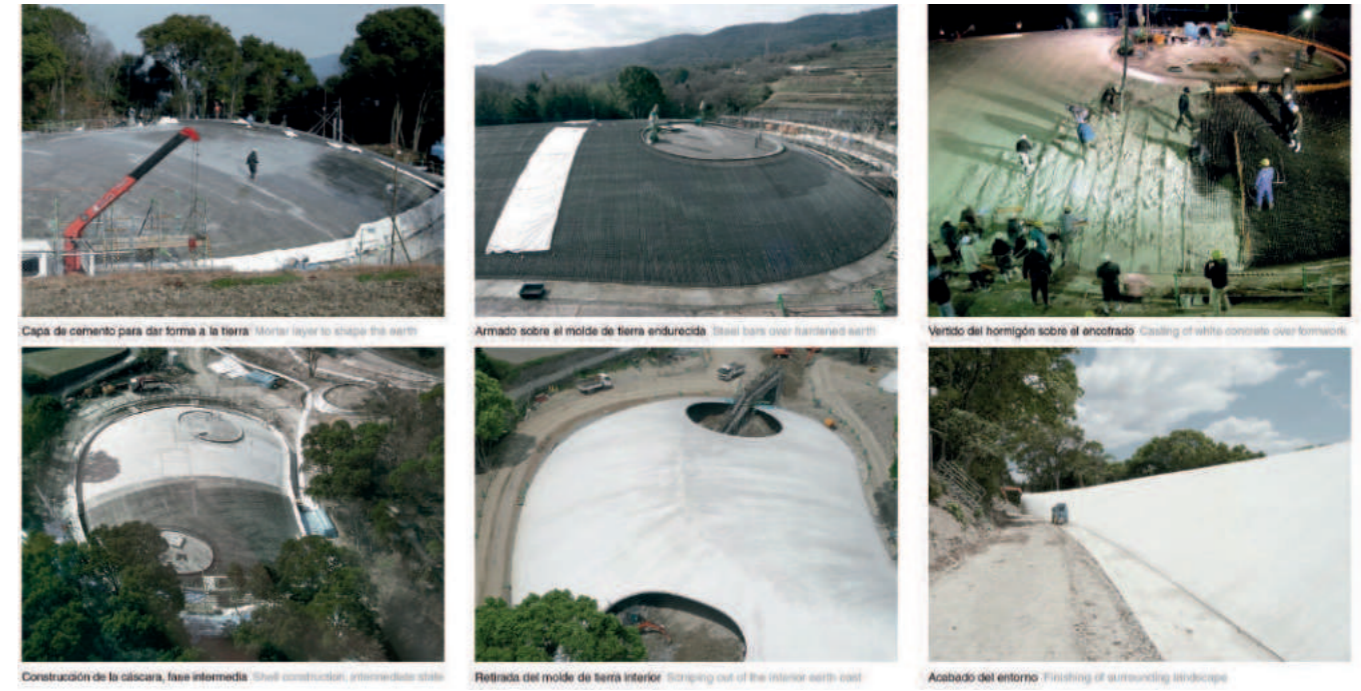 Capa de cemento para dar forma a la tierra Mortar layer to shape the earth
Armado sobre el molde de tierra endurecida Steel bars over hardened earth
Vertido del hormigón sobre el encofrado Casting of white concrete over formwork
Construcción de la cáscara, fase intermedia Shell construction, intermediate state
Retirada del molde de tierra interior Scraping out of the interior earth cast
Acabado del entorno Finishing of surrounding landscape